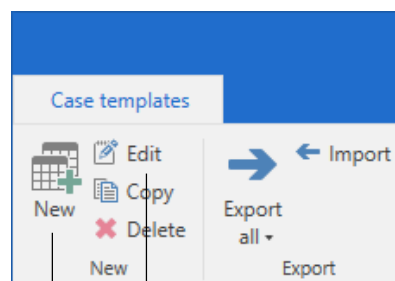 Case templates
New
Edit
Copy
Delete
New
Export
all
Import
Export